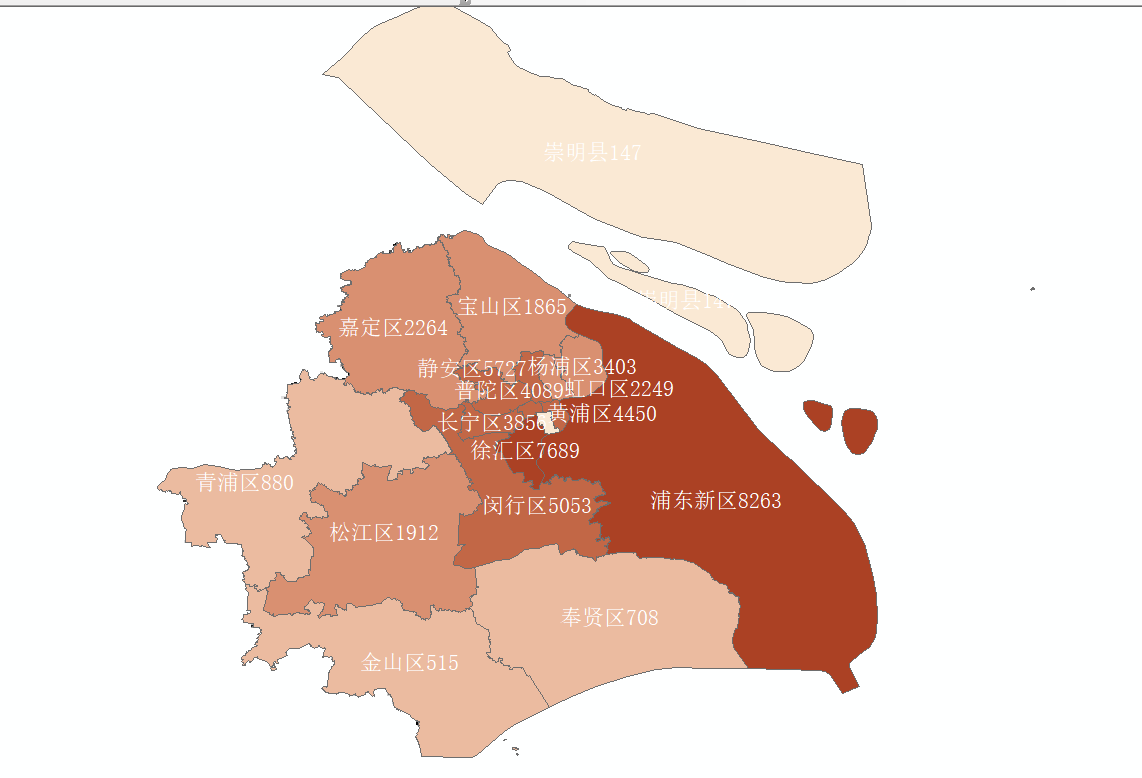 崇明县147
宝山区1865
嘉定区2264
静安区5727
杨浦区3403
普陀区4089
虹口区2249
黄浦区4450
长宁区3856
徐汇区7689
青浦区880
浦东新区8263
闵行区5053
松江区1912
奉贤区708
金山区515